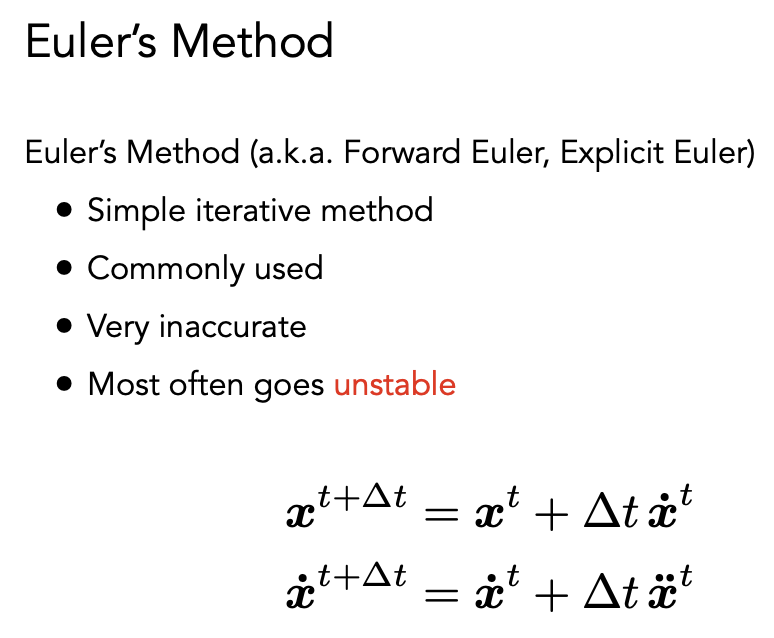 Euler’s Method
Euler’s Method (a.k.a. Forward Euler, Explicit Euler)
• Simple iterative method
• Commonly used
• Very inaccurate
• Most often goes unstable
$\boldsymbol{x}^{t+\Delta t} = \boldsymbol{x}^t + \Delta t\, \dot{\boldsymbol{x}}^t$
$\dot{\boldsymbol{x}}^{t+\Delta t} = \dot{\boldsymbol{x}}^t + \Delta t\, \ddot{\boldsymbol{x}}^t$